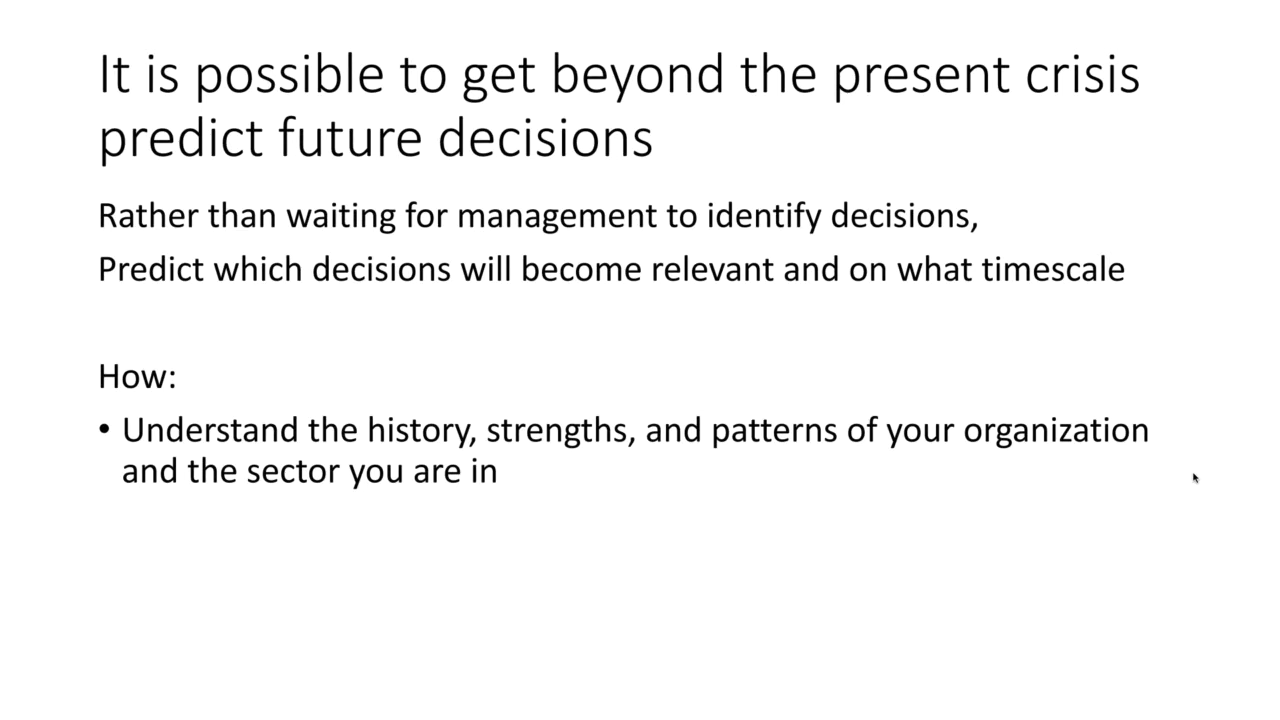 It is possible to get beyond the present crisis
predict future decisions
Rather than waiting for management to identify decisions,
Predict which decisions will become relevant and on what timescale
How:
• Understand the history, strengths, and patterns of your organization
and the sector you are in